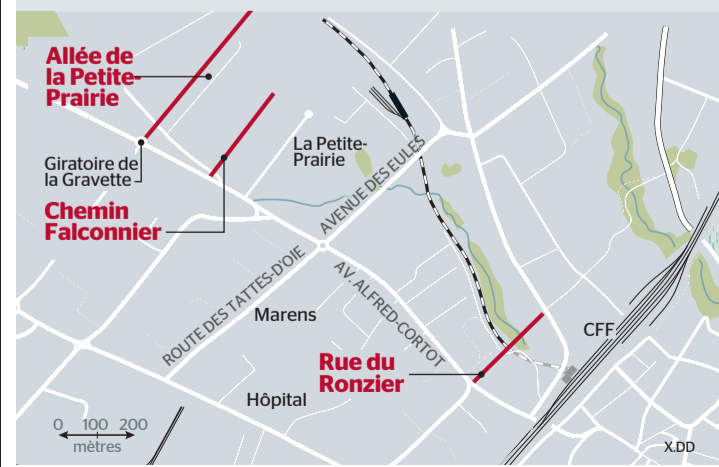 Allée de
la Petite-
Prairie
Giratoire de
la Gravette
Chemin
Falconnier
La Petite-
Prairie
AVENUE DES EULES
ROUTE DES TATTES-D'OIE
AV. ALFRED-CORTOT
Marens
CFF
Rue du
Ronzier
Hôpital
0 100 200
mètres
X.DD